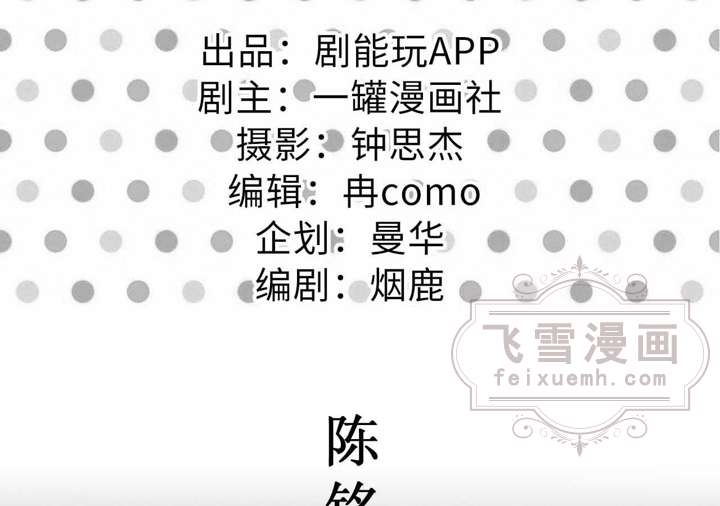 出品：剧能玩APP
剧主：一罐漫画社
摄影：钟思杰
编辑：冉como
企划：曼华
编剧：烟鹿
飞雪漫画
feixuemh.com
陈